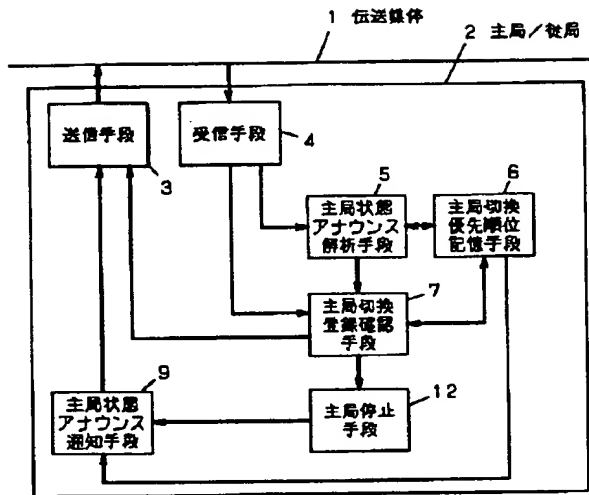 1 伝送媒体
2 主局／従局
送信手段
3
受信手段
4
5
主局状態
アナウンス
解析手段
6
主局切換
優先順位
記憶手段
7
主局切換
登録確認
手段
9
主局状態
アナウンス
通知手段
12
主局停止
手段